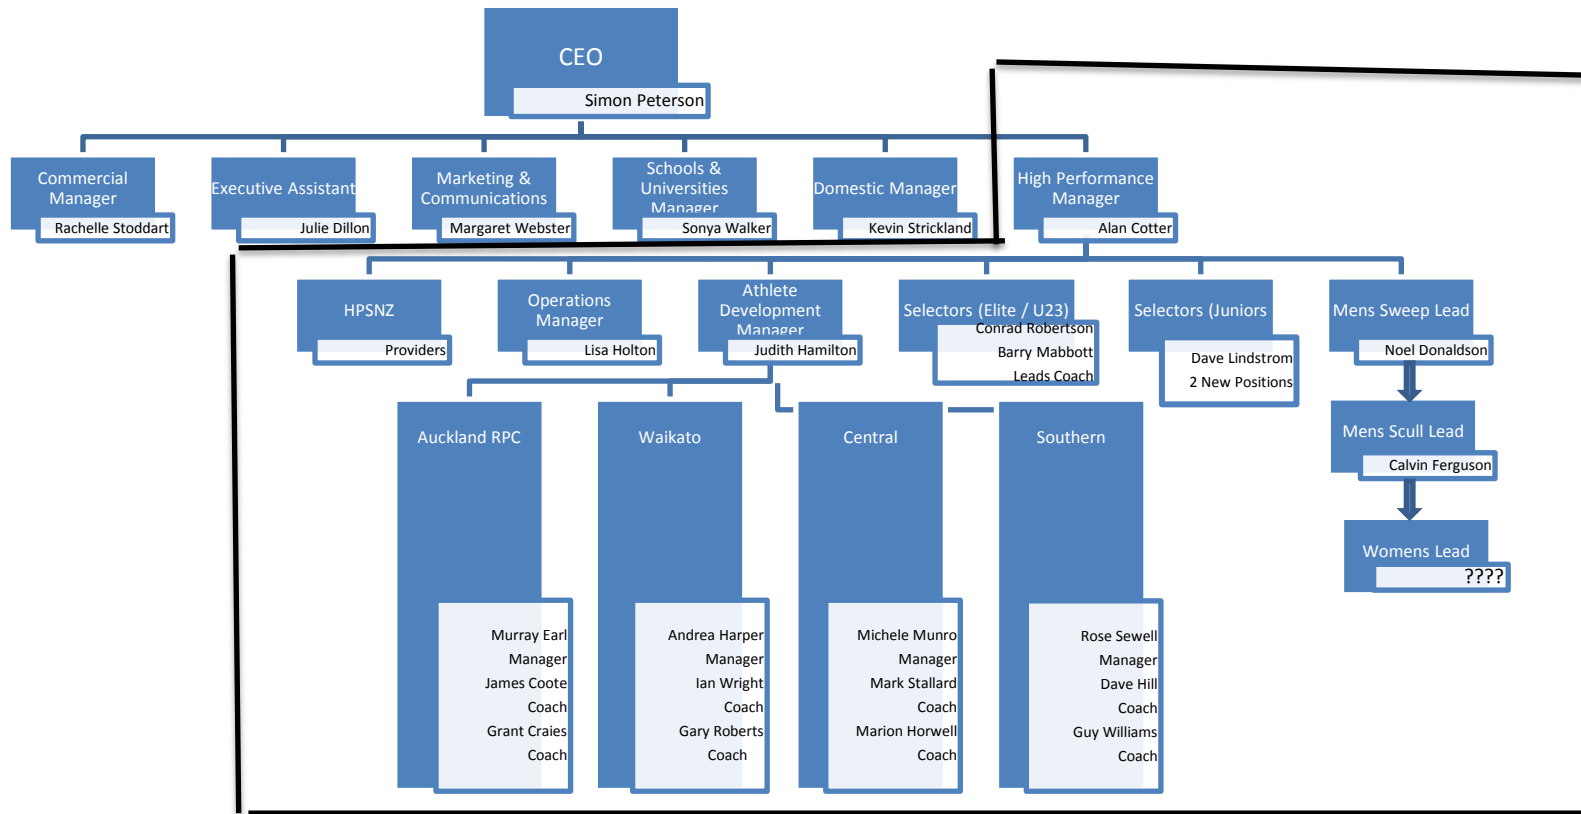 CEO
Simon Peterson
Commercial
Manager
Rachelle Stoddart
Executive Assistant
Julie Dillon
Marketing &
Communications
Margaret Webster
Schools &
Universities
Manager
Sonya Walker
Domestic Manager
Kevin Strickland
High Performance
Manager
Alan Cotter
HPSNZ
Providers
Operations
Manager
Lisa Holton
Athlete
Development
Manager
Judith Hamilton
Selectors (Elite / U23)
Conrad Robertson
Barry Mabbott
Leads Coach
Selectors (Juniors
Dave Lindstrom
2 New Positions
Mens Sweep Lead
Noel Donaldson
Mens Scull Lead
Calvin Ferguson
Womens Lead
????
Auckland RPC
Murray Earl
Manager
James Coote
Coach
Grant Craies
Coach
Waikato
Andrea Harper
Manager
Ian Wright
Coach
Gary Roberts
Coach
Central
Michele Munro
Manager
Mark Stallard
Coach
Marion Horwell
Coach
Southern
Rose Sewell
Manager
Dave Hill
Coach
Guy Williams
Coach